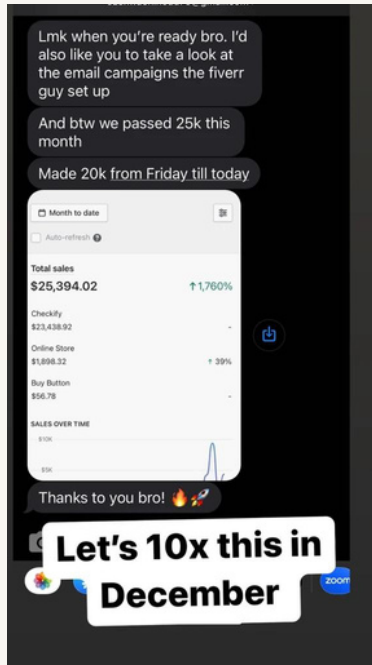 Lmk when you're ready bro. I'd
also like you to take a look at
the email campaigns the fiverr
guy set up
And btw we passed 25k this
month
Made 20k from Friday till today
Month to date
Auto-refresh
Total sales
$25,394.02 ↑1,760%
Checkify
$23,438.92 -
Online Store
$1,898.32 ↑ 39%
Buy Button
$56.78 -
SALES OVER TIME
$10K
$5K
Thanks to you bro! 🔥🚀
Let's 10x this in
December
zoom